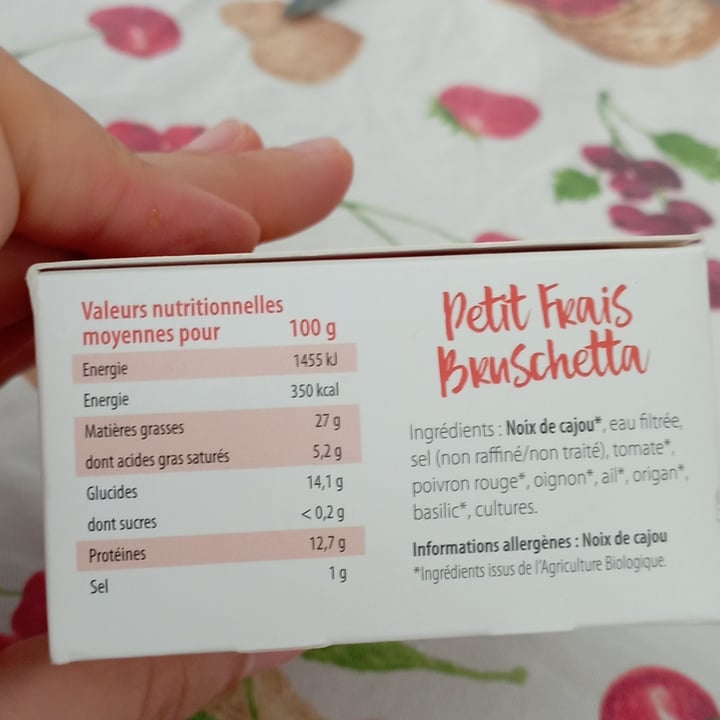 Valeurs nutritionnelles
moyennes pour 100 g
Energie 1455 kJ
Energie 350 kcal
Matières grasses 27 g
dont acides gras saturés 5,2 g
Glucides 14,1 g
dont sucres < 0,2 g
Protéines 12,7 g
Sel 1 g
Petit Frais
Bruschetta
Ingrédients : Noix de cajou*, eau filtrée,
sel (non raffiné/non traité), tomate*,
poivron rouge*, oignon*, ail*, origan*,
basilic*, cultures.
Informations allergènes : Noix de cajou
*Ingrédients issus de l'Agriculture Biologique.